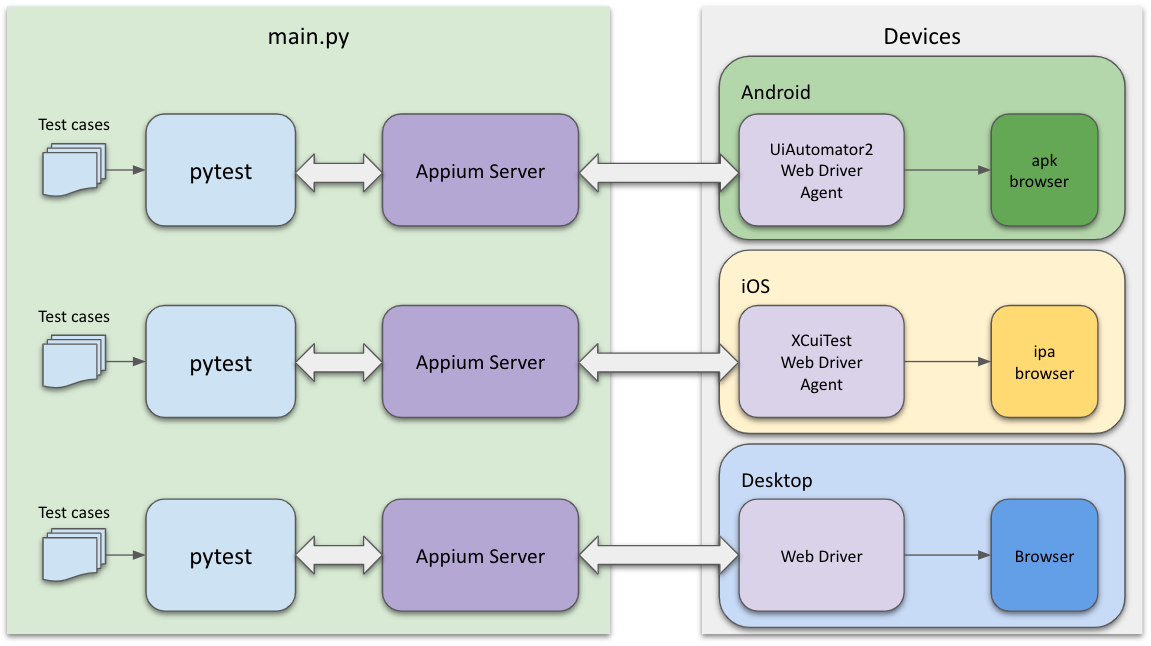 main.py
Devices
Test cases
pytest
Appium Server
Android
UiAutomator2
Web Driver
Agent
apk
browser
Test cases
pytest
Appium Server
iOS
XCuiTest
Web Driver
Agent
ipa
browser
Test cases
pytest
Appium Server
Desktop
Web Driver
Browser